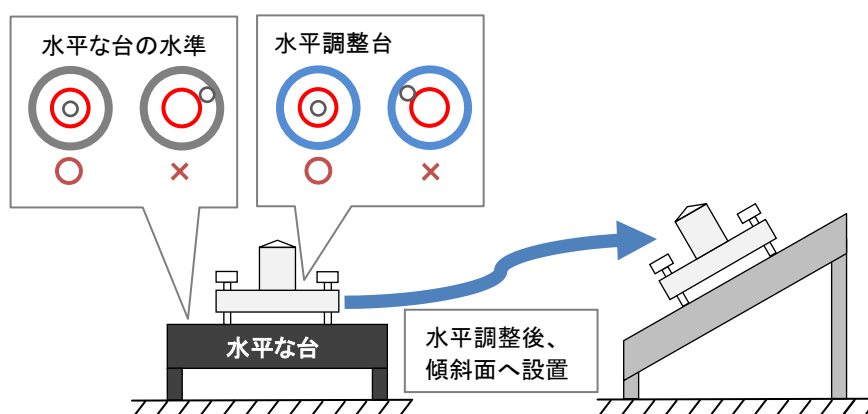 水平な台の水準
水平調整台
○
×
○
×
水平な台
水平調整後、
傾斜面へ設置